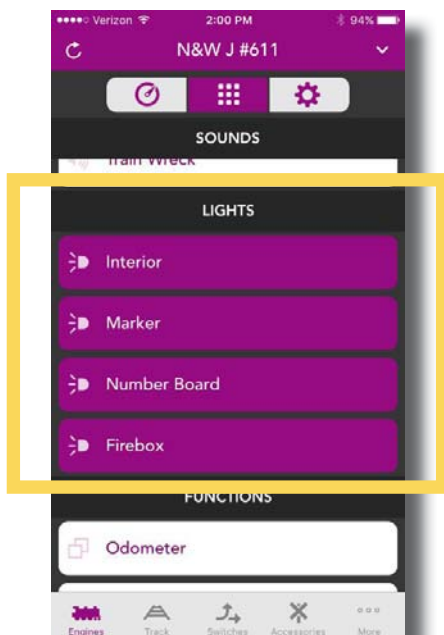 Verizon 2:00 PM 94%
N&W J #611
SOUNDS
Train Wreck
LIGHTS
Interior
Marker
Number Board
Firebox
FUNCTIONS
Odometer
Engines Track Switches Accessories More